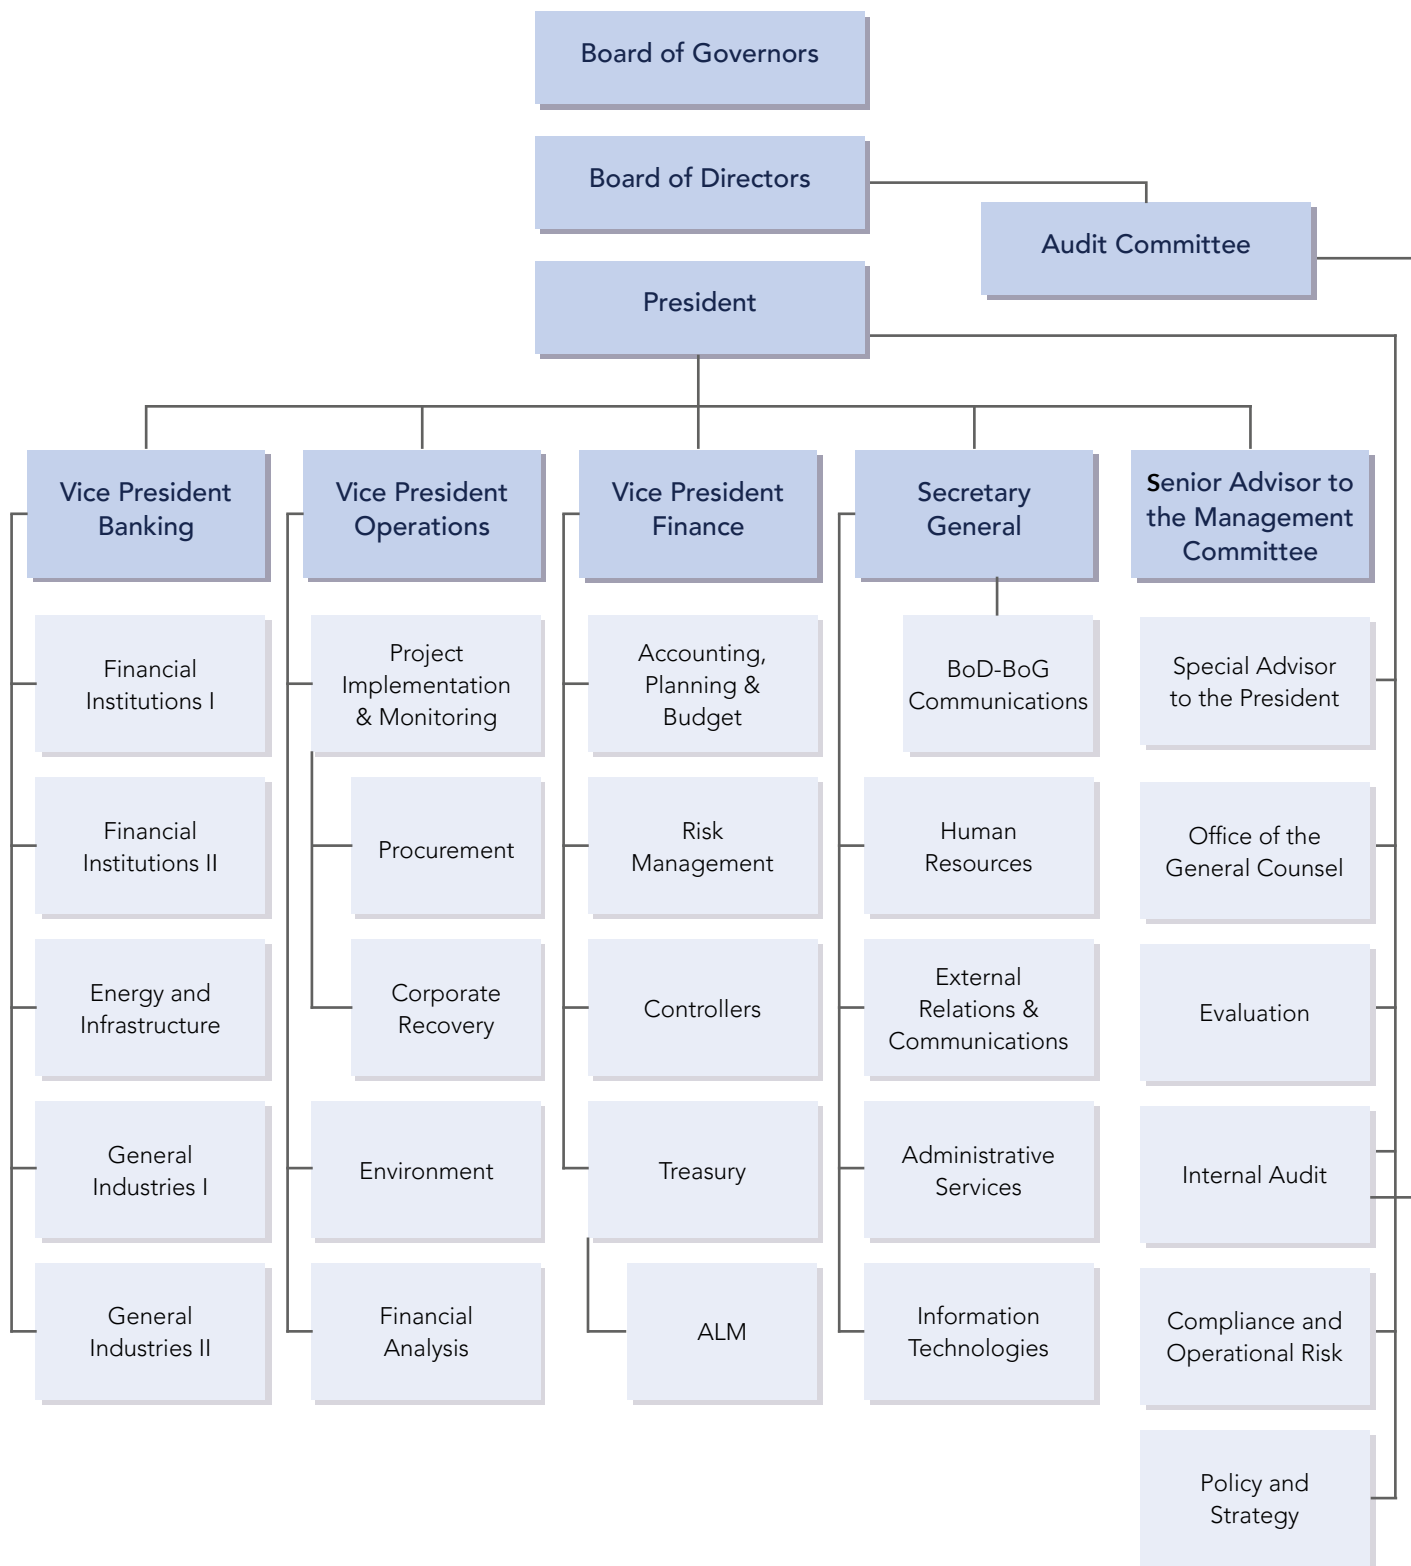 Board of Governors
Board of Directors
Audit Committee
President
Vice President
Banking
Vice President
Operations
Vice President
Finance
Secretary
General
Senior Advisor to
the Management
Committee
Financial
Institutions I
Project
Implementation
& Monitoring
Accounting,
Planning &
Budget
BoD-BoG
Communications
Special Advisor
to the President
Financial
Institutions II
Procurement
Risk
Management
Human
Resources
Office of the
General Counsel
Energy and
Infrastructure
Corporate
Recovery
Controllers
External
Relations &
Communications
Evaluation
General
Industries I
Environment
Treasury
Administrative
Services
Internal Audit
General
Industries II
Financial
Analysis
ALM
Information
Technologies
Compliance and
Operational Risk
Policy and
Strategy